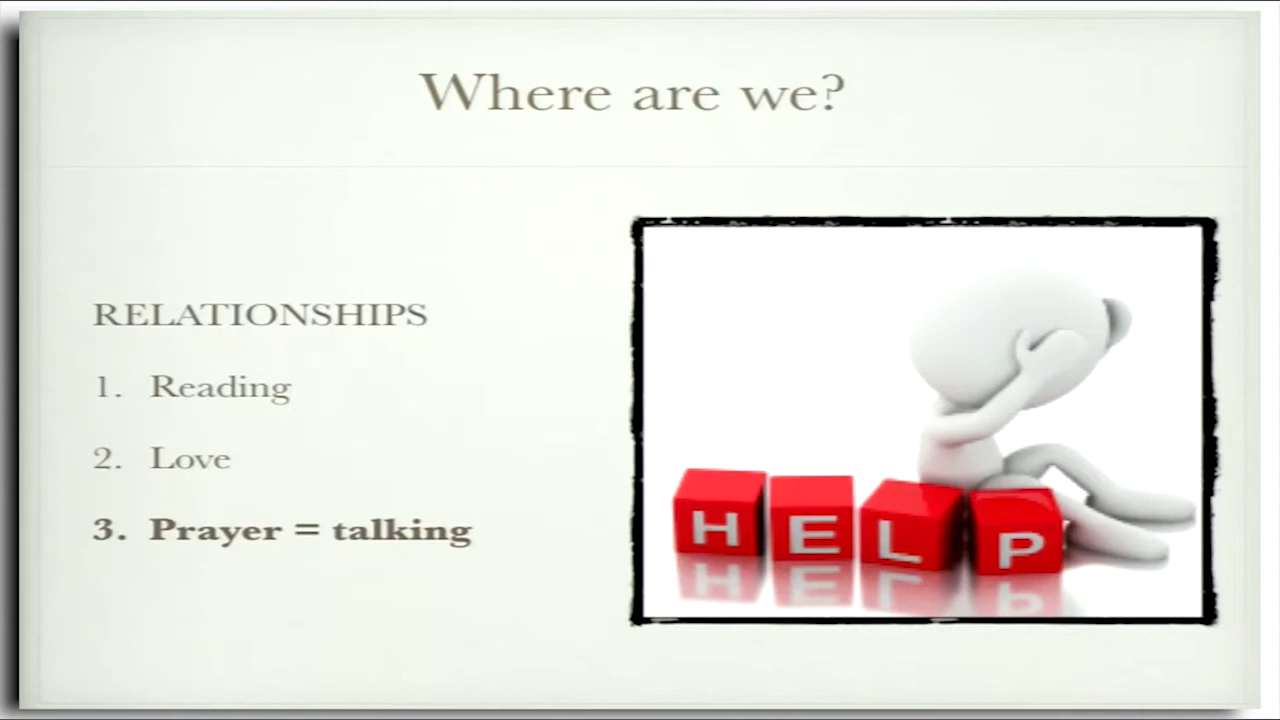 Where are we?
RELATIONSHIPS
1. Reading
2. Love
3. Prayer = talking
HELP